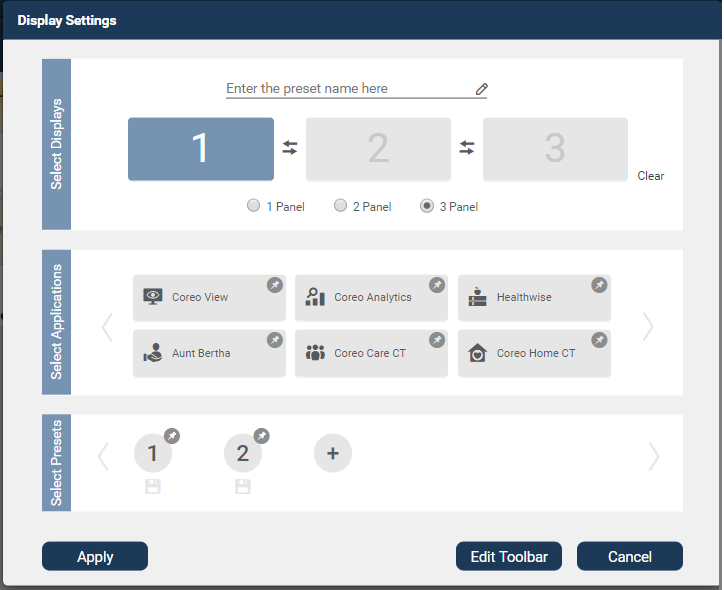 Display Settings
Select Displays
Enter the preset name here
1
2
3
Clear
1 Panel
2 Panel
3 Panel
Select Applications
Coreo View
Coreo Analytics
Healthwise
Aunt Bertha
Coreo Care CT
Coreo Home CT
Select Presets
1
2
+
Apply
Edit Toolbar
Cancel